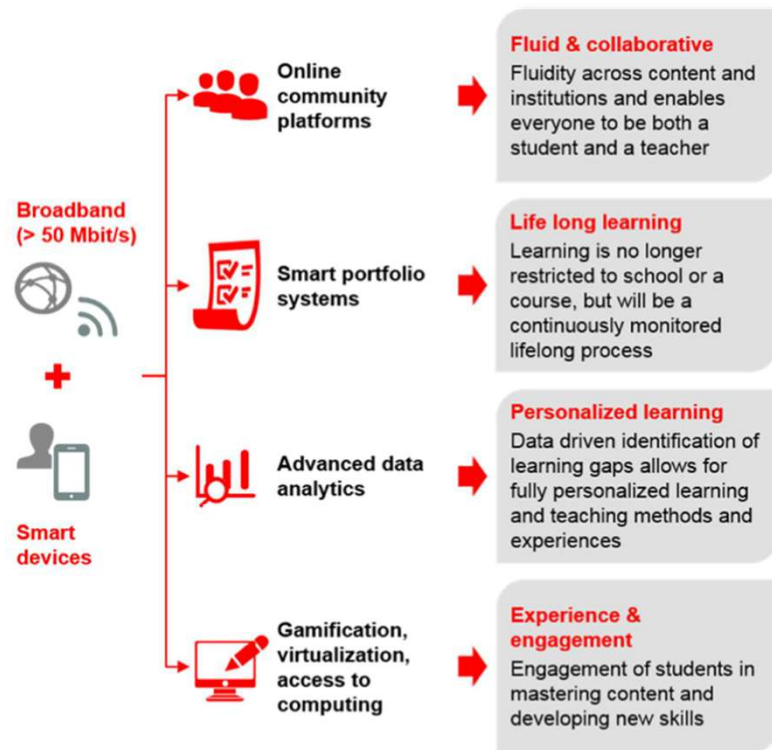 Broadband
(> 50 Mbit/s)
Smart
devices
Online
community
platforms
Fluid & collaborative
Fluidity across content and
institutions and enables
everyone to be both a
student and a teacher
Smart portfolio
systems
Life long learning
Learning is no longer
restricted to school or a
course, but will be a
continuously monitored
lifelong process
Advanced data
analytics
Personalized learning
Data driven identification of
learning gaps allows for
fully personalized learning
and teaching methods and
experiences
Gamification,
virtualization,
access to
computing
Experience &
engagement
Engagement of students in
mastering content and
developing new skills